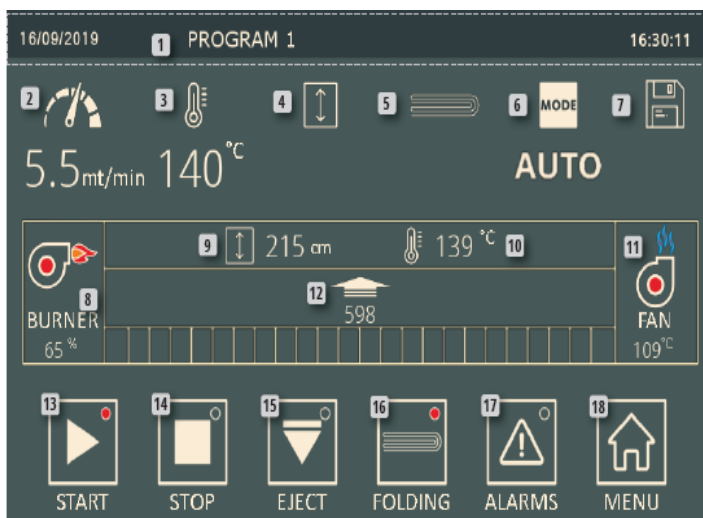 16/09/2019 1 PROGRAM 1 16:30:11
2 3 4 5 6 MODE 7
5.5mt/min 140°C AUTO
9 215 cm 139 °C 10 11
8 12
BURNER 598 FAN
65 % 109°C
13 14 15 16 17 18
START STOP EJECT FOLDING ALARMS MENU